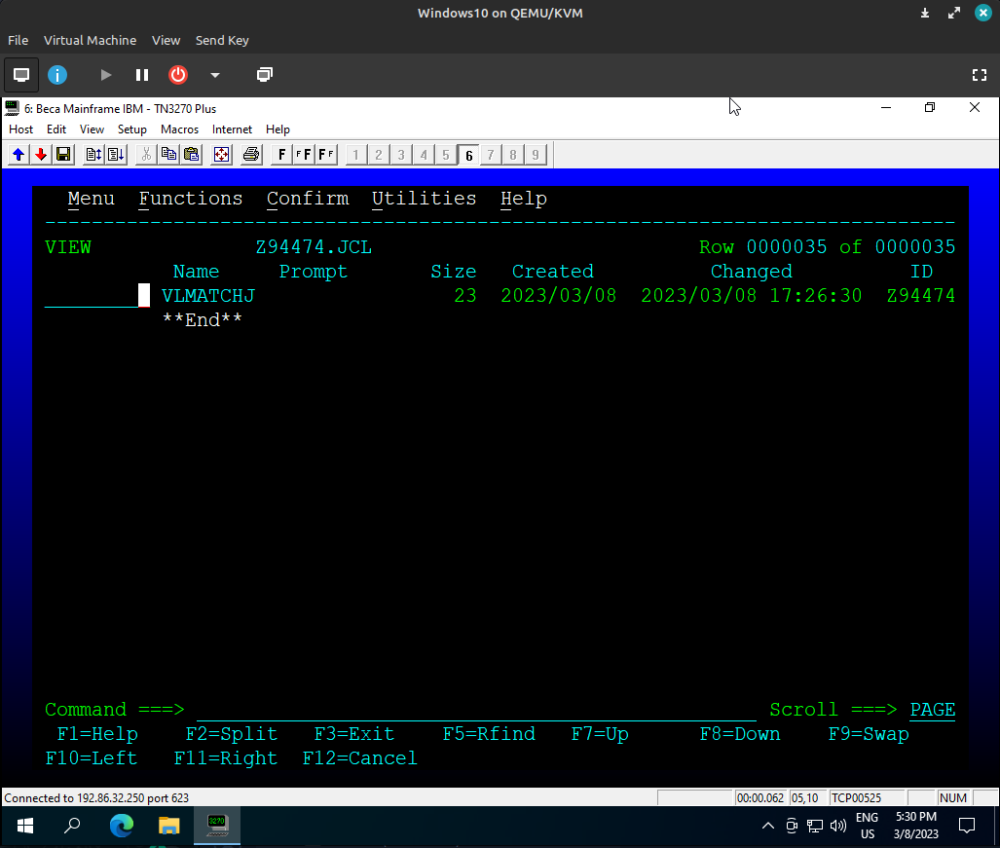 Windows10 on QEMU/KVM
File Virtual Machine View Send Key
6: Beca Mainframe IBM - TN3270 Plus
Host Edit View Setup Macros Internet Help
F FF FF 1 2 3 4 5 6 7 8 9
Menu Functions Confirm Utilities Help
------------------------------------------------------------------------------
VIEW Z94474.JCL Row 0000035 of 0000035
Name Prompt Size Created Changed ID
_________ VLMATCHJ 23 2023/03/08 2023/03/08 17:26:30 Z94474
**End**
Command ===> Scroll ===> PAGE
F1=Help F2=Split F3=Exit F5=Rfind F7=Up F8=Down F9=Swap
F10=Left F11=Right F12=Cancel
Connected to 192.86.32.250 port 623 00:00.062 05,10 TCP00525 NUM
3270 ENG 5:30 PM
US 3/8/2023